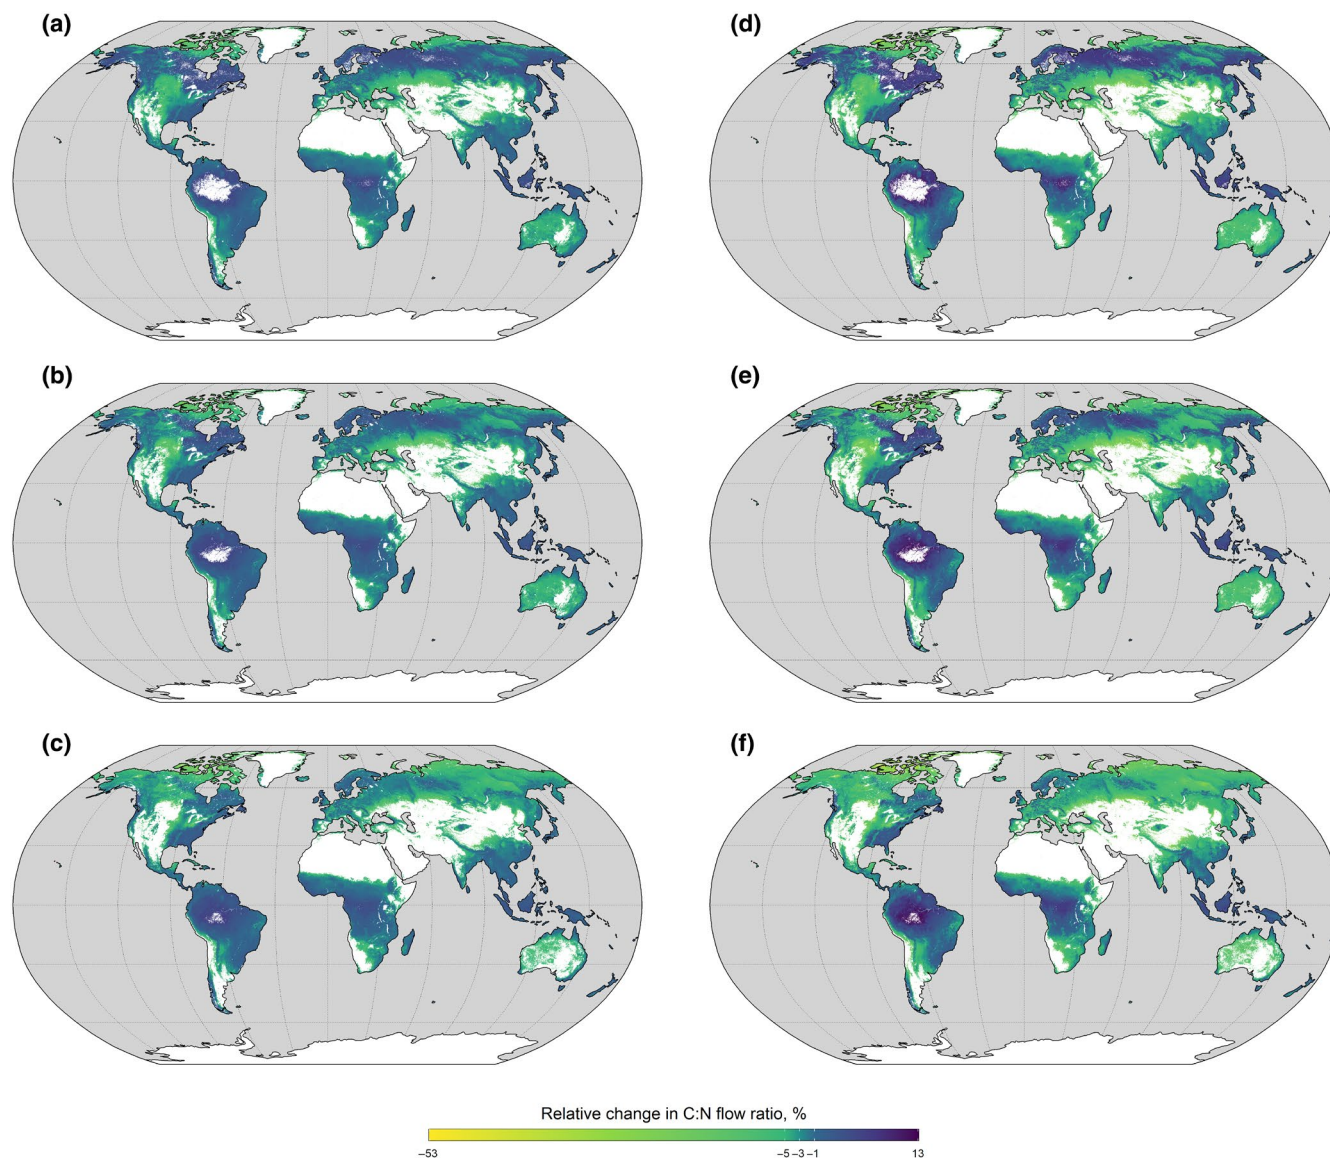 (a)
(d)
(b)
(e)
(c)
(f)
Relative change in C:N flow ratio, %
−53 −5 −3 −1 13